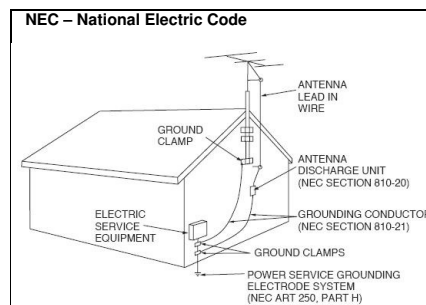 NEC – National Electric Code
ANTENNA
LEAD IN
WIRE
GROUND
CLAMP
ANTENNA
DISCHARGE UNIT
(NEC SECTION 810-20)
ELECTRIC
SERVICE
EQUIPMENT
GROUNDING CONDUCTOR
(NEC SECTION 810-21)
GROUND CLAMPS
POWER SERVICE GROUNDING
ELECTRODE SYSTEM
(NEC ART 250, PART H)